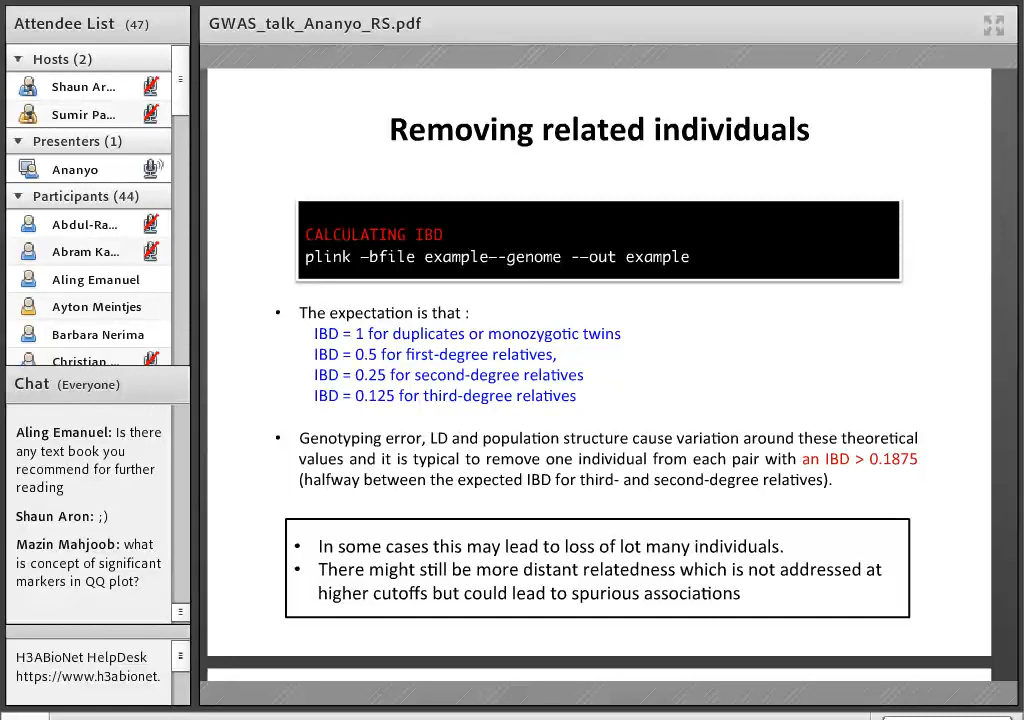 Attendee List (47)
Hosts (2)
Shaun Ar...
Sumir Pa...
Presenters (1)
Ananyo
Participants (44)
Abdul-Ra...
Abram Ka...
Aling Emanuel
Ayton Meintjes
Barbara Nerima
Christian ...
Chat (Everyone)
Aling Emanuel: Is there
any text book you
recommend for further
reading
Shaun Aron: ;)
Mazin Mahjoob: what
is concept of significant
markers in QQ plot?
H3ABioNet HelpDesk
https://www.h3abionet.
GWAS_talk_Ananyo_RS.pdf
Removing related individuals
CALCULATING IBD
plink –bfile example--genome --out example
• The expectation is that :
IBD = 1 for duplicates or monozygotic twins
IBD = 0.5 for first-degree relatives,
IBD = 0.25 for second-degree relatives
IBD = 0.125 for third-degree relatives
• Genotyping error, LD and population structure cause variation around these theoretical
values and it is typical to remove one individual from each pair with an IBD > 0.1875
(halfway between the expected IBD for third- and second-degree relatives).
• In some cases this may lead to loss of lot many individuals.
• There might still be more distant relatedness which is not addressed at
higher cutoffs but could lead to spurious associations